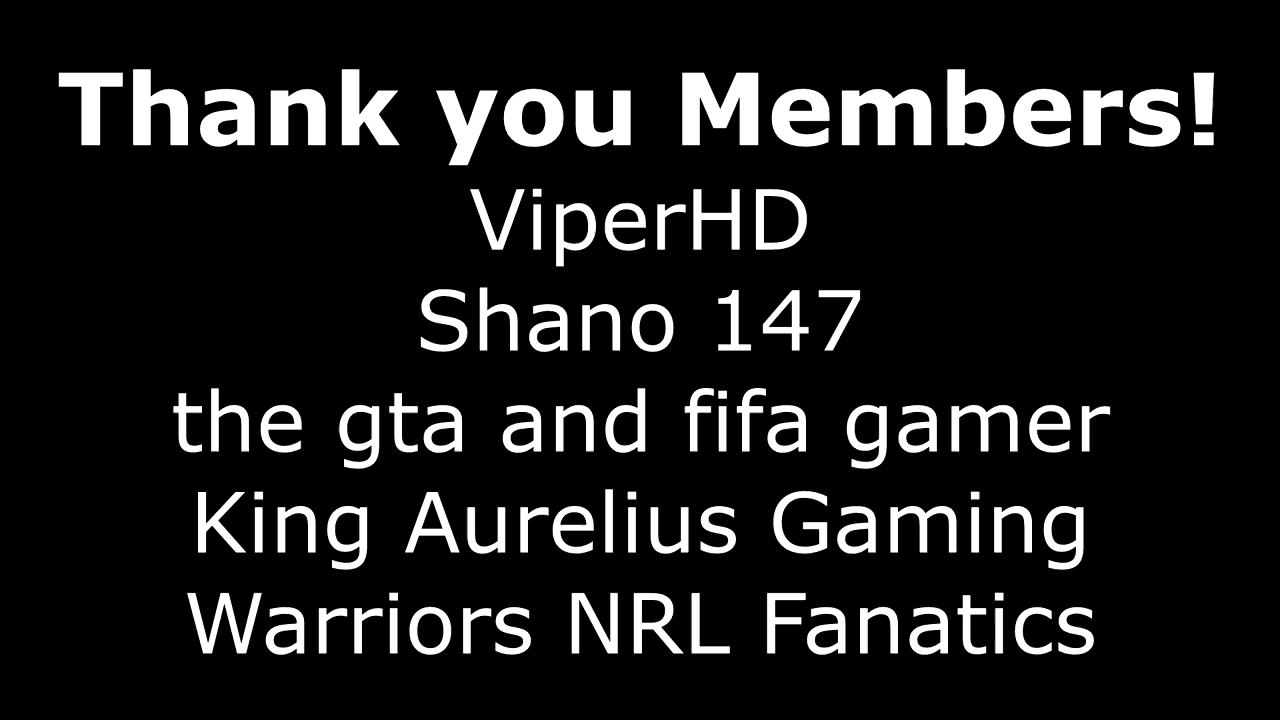 Thank you Members!
ViperHD
Shano 147
the gta and fifa gamer
King Aurelius Gaming
Warriors NRL Fanatics